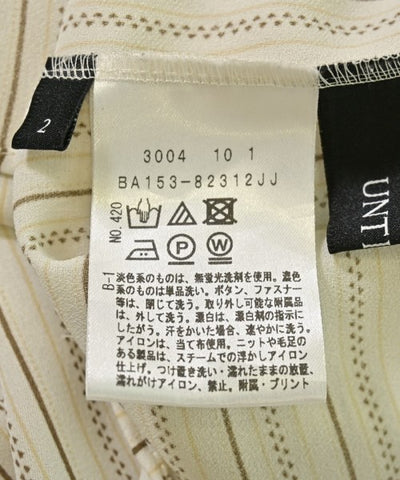 2
3004 10 1
BA153-82312JJ
NO.420
P
W
UNT
B-1
淡色系のものは、無蛍光洗剤を使用。濃色
系のものは単品洗い。ボタン、ファスナー
等は、閉じて洗う。取り外し可能な附属品
は、外して洗う。漂白は、漂白剤の指示に
したがう。汗をかいた場合、速やかに洗う。
アイロンは、当て布使用。ニットや毛足の
ある製品は、スチームでの浮かしアイロン
仕上げ。つけ置き洗い・濡れたままの放置、
濡れがけアイロン、禁止。附属・プリント